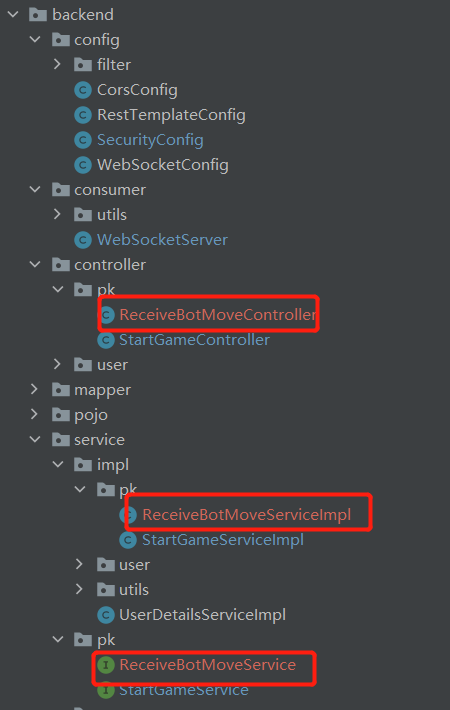 backend
config
filter
CorsConfig
RestTemplateConfig
SecurityConfig
WebSocketConfig
consumer
utils
WebSocketServer
controller
pk
ReceiveBotMoveController
StartGameController
user
mapper
pojo
service
impl
pk
ReceiveBotMoveServiceImpl
StartGameServiceImpl
user
utils
UserDetailsServiceImpl
pk
ReceiveBotMoveService
StartGameService